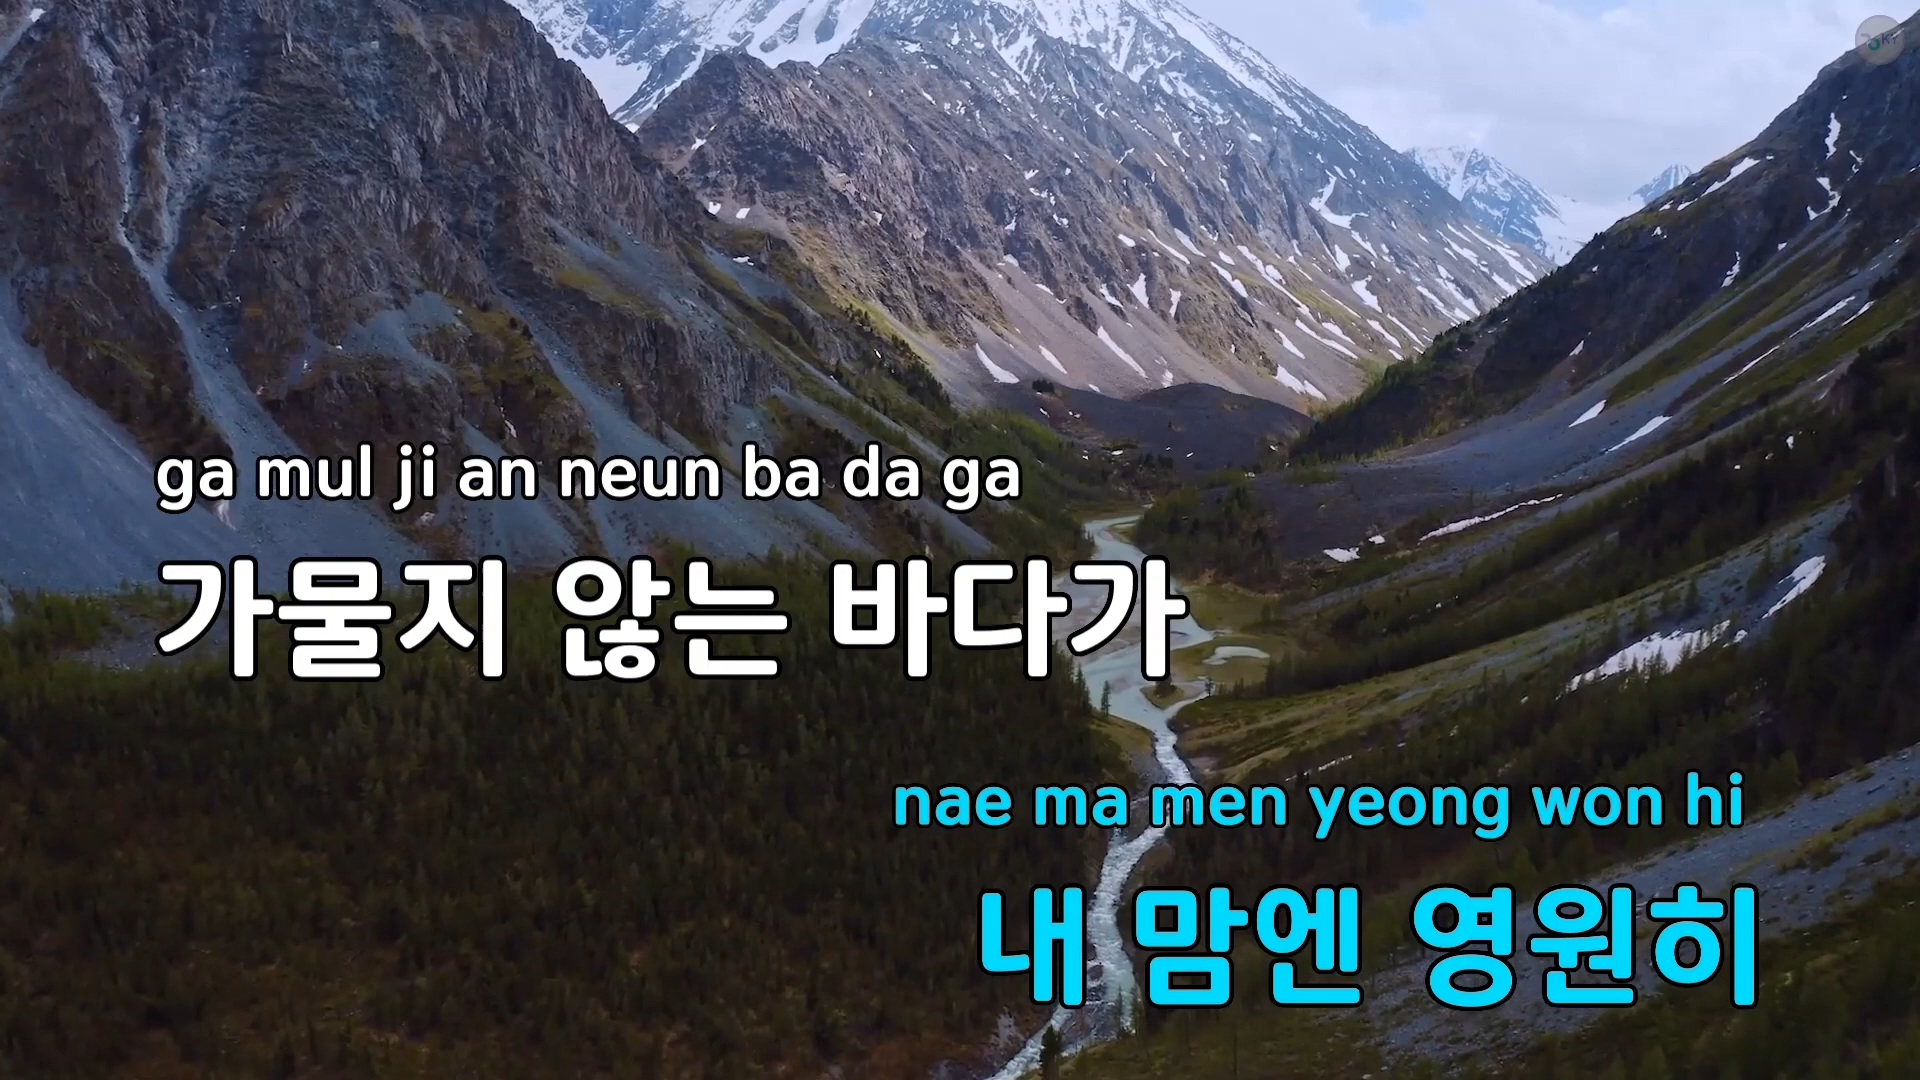 ga mul ji an neun ba da ga
가물지 않는 바다가
nae ma men yeong won hi
내 맘엔 영원히